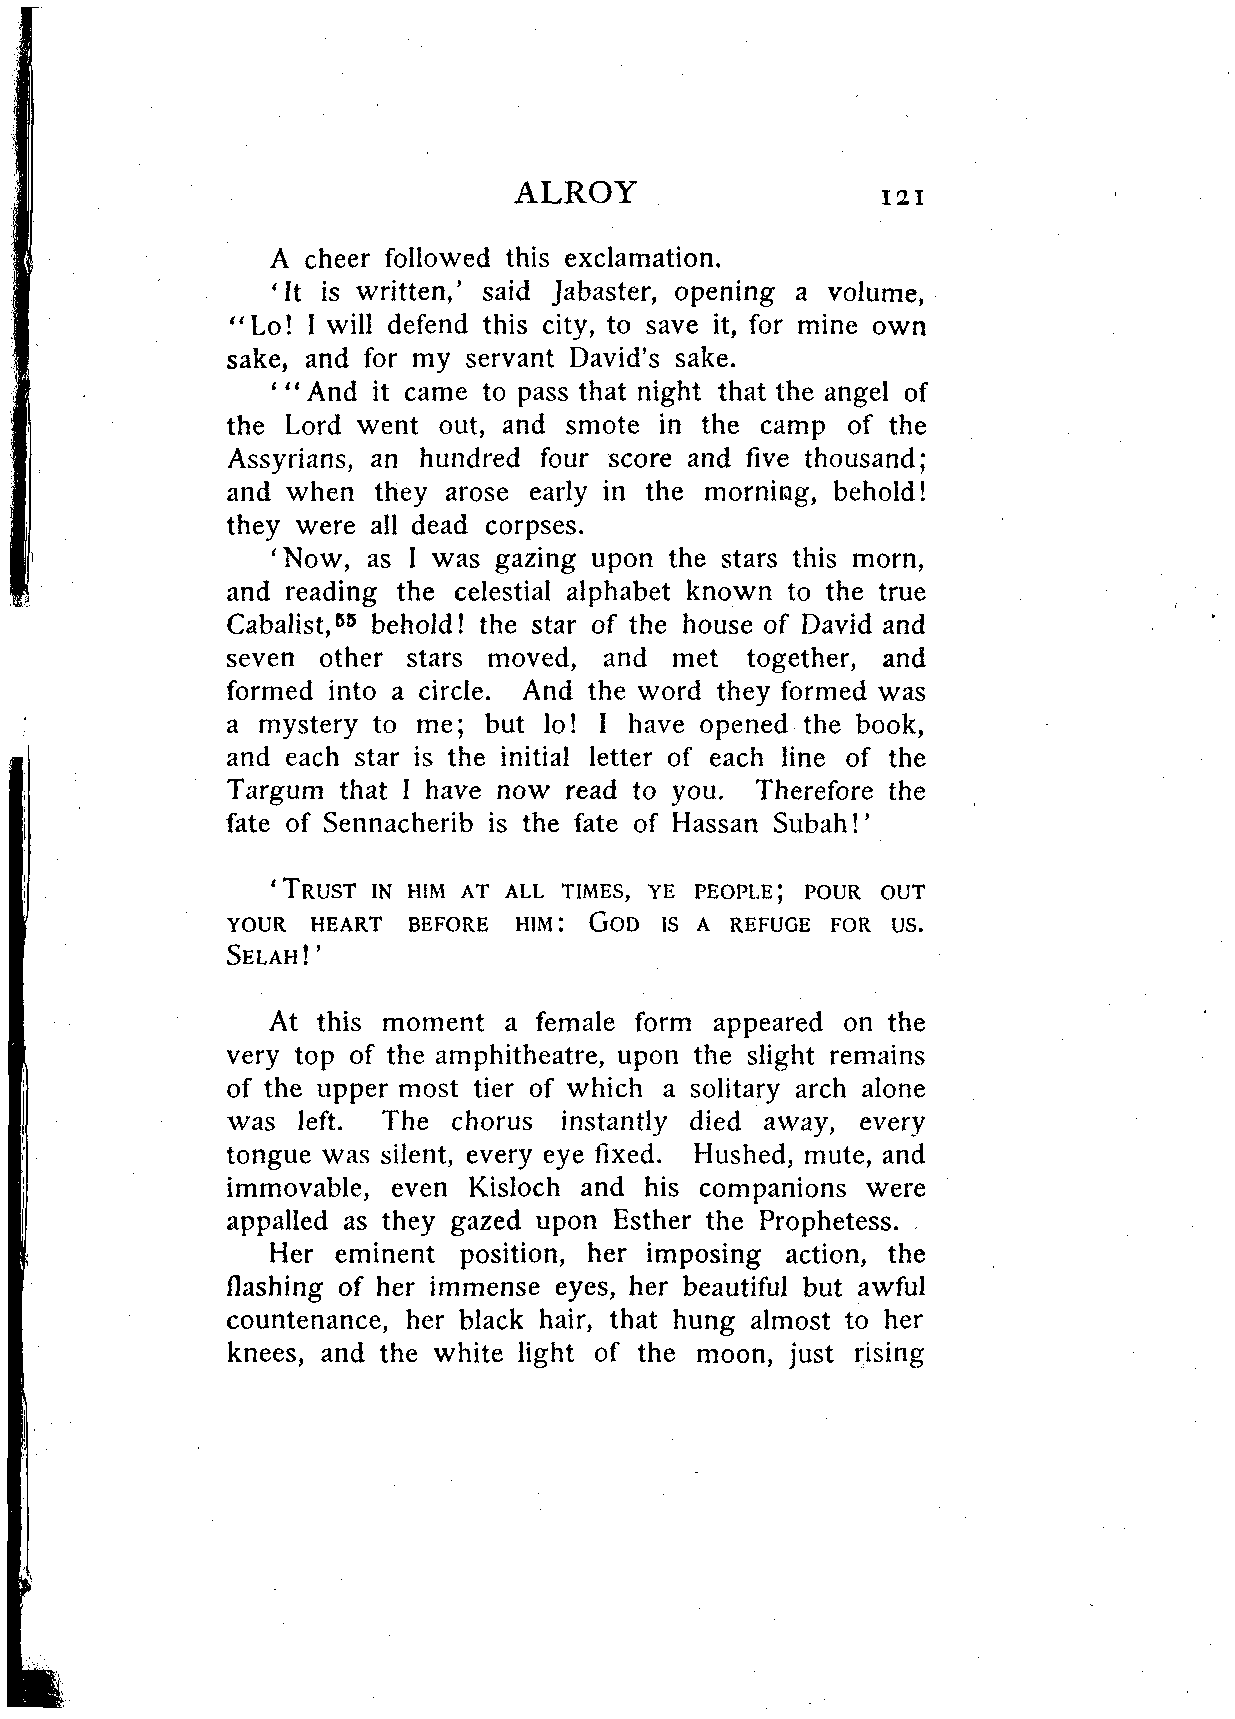 ALROY 121
A cheer followed this exclamation.
‘It is written,’ said Jabaster, opening a volume,
“Lo! I will defend this city, to save it, for mine own
sake, and for my servant David's sake.
‘“And it came to pass that night that the angel of
the Lord went out, and smote in the camp of the
Assyrians, an hundred four score and five thousand;
and when they arose early in the morning, behold!
they were all dead corpses.
‘Now, as I was gazing upon the stars this morn,
and reading the celestial alphabet known to the true
Cabalist,⁵⁵ behold! the star of the house of David and
seven other stars moved, and met together, and
formed into a circle. And the word they formed was
a mystery to me; but lo! I have opened the book,
and each star is the initial letter of each line of the
Targum that I have now read to you. Therefore the
fate of Sennacherib is the fate of Hassan Subah!’
‘TRUST IN HIM AT ALL TIMES, YE PEOPLE; POUR OUT
YOUR HEART BEFORE HIM: GOD IS A REFUGE FOR US.
SELAH!’
At this moment a female form appeared on the
very top of the amphitheatre, upon the slight remains
of the upper most tier of which a solitary arch alone
was left. The chorus instantly died away, every
tongue was silent, every eye fixed. Hushed, mute, and
immovable, even Kisloch and his companions were
appalled as they gazed upon Esther the Prophetess.
Her eminent position, her imposing action, the
flashing of her immense eyes, her beautiful but awful
countenance, her black hair, that hung almost to her
knees, and the white light of the moon, just rising